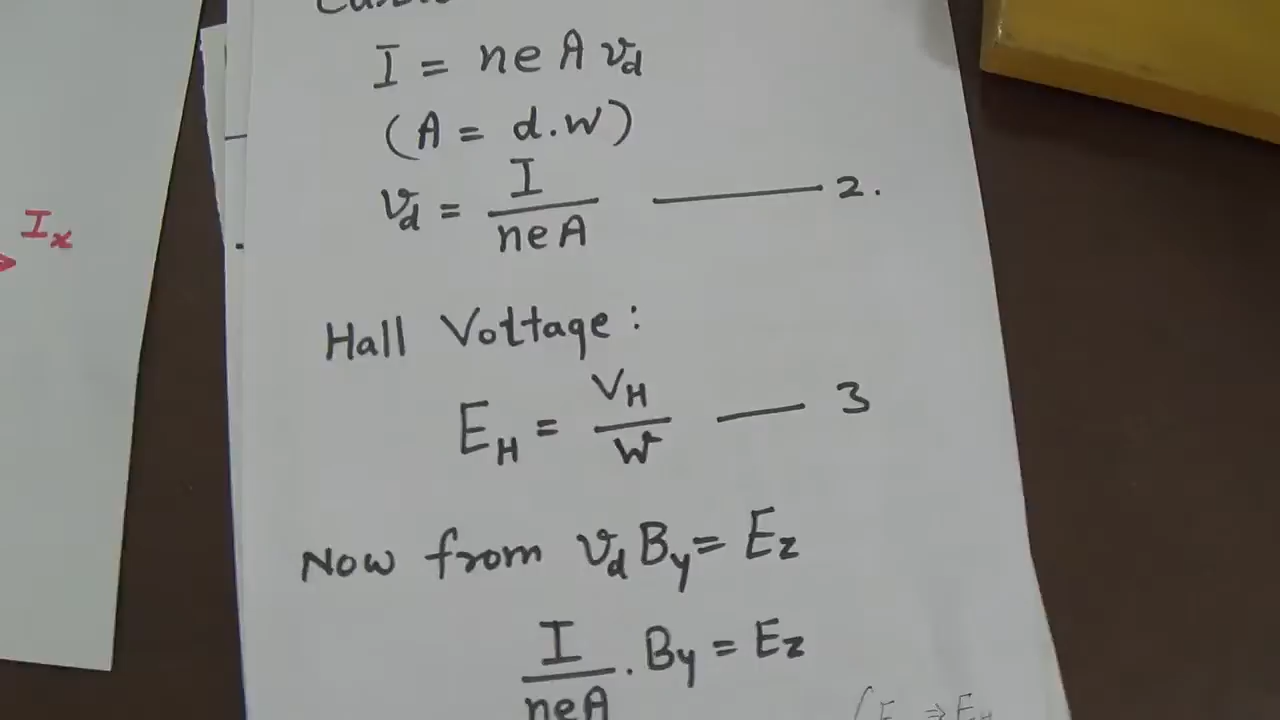 I = neAv_d
(A = d.w)
v_d = I/neA —— 2.
I_x
Hall Voltage:
E_H = V_H/W —— 3
Now from v_d B_y = E_z
I/neA . B_y = E_z